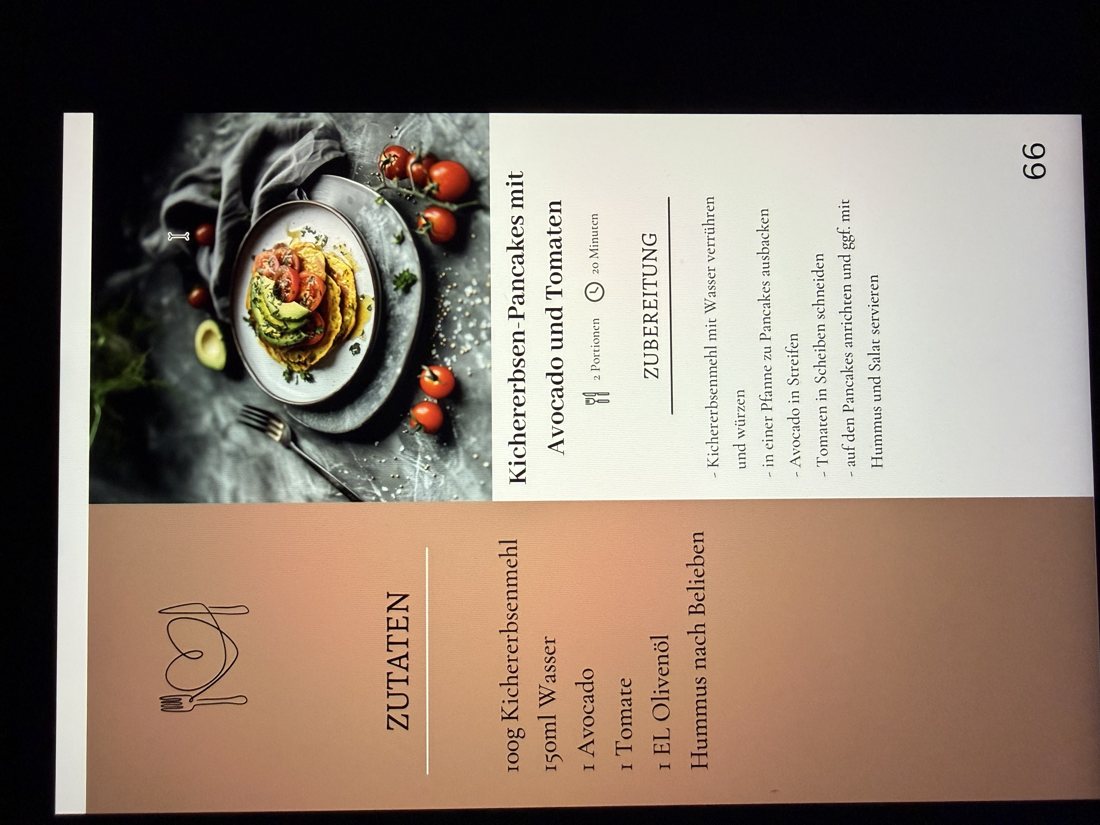 ZUTATEN
100g Kichererbsenmehl
150ml Wasser
1 Avocado
1 Tomate
1 EL Olivenöl
Hummus nach Belieben
Kichererbsen-Pancakes mit
Avocado und Tomaten
2 Portionen 20 Minuten
ZUBEREITUNG
- Kichererbsenmehl mit Wasser verrühren
und würzen
- in einer Pfanne zu Pancakes ausbacken
- Avocado in Streifen
- Tomaten in Scheiben schneiden
- auf den Pancakes anrichten und ggf. mit
Hummus und Salat servieren
66